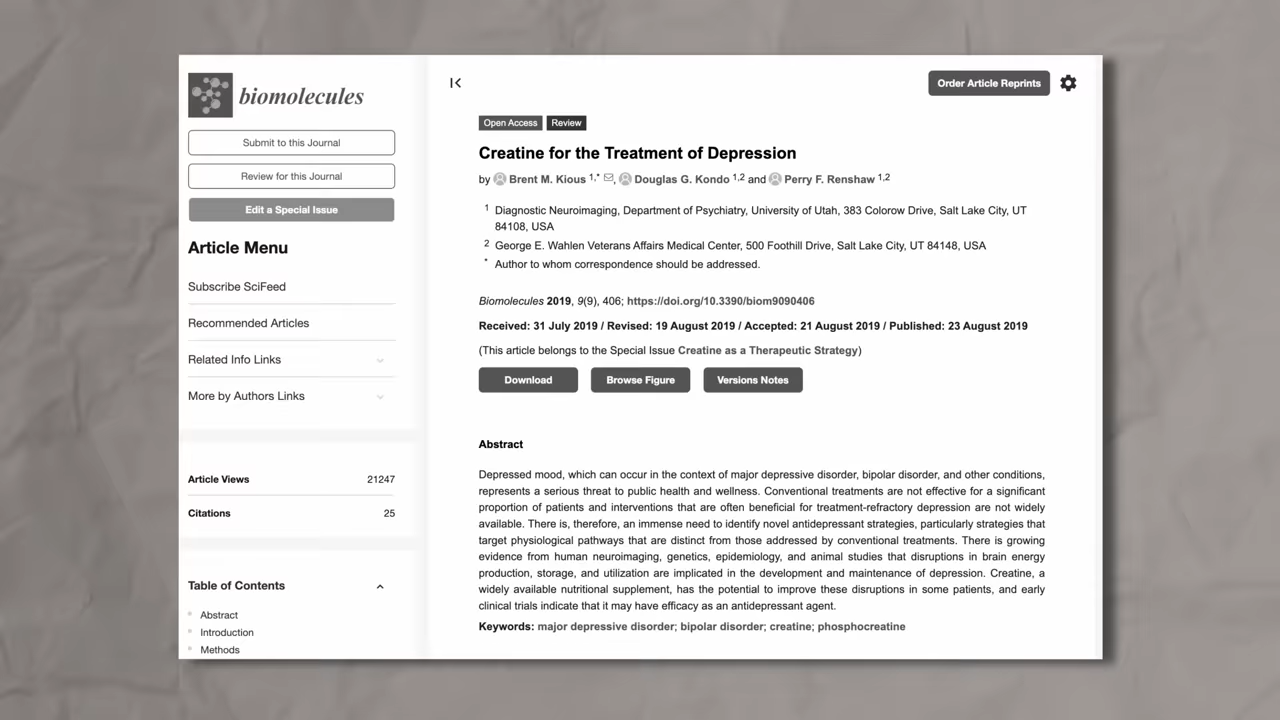 biomolecules
Submit to this Journal
Review for this Journal
Edit a Special Issue
Article Menu
Subscribe SciFeed
Recommended Articles
Related Info Links
More by Authors Links
Article Views 21247
Citations 25
Table of Contents
Abstract
Introduction
Methods
Order Article Reprints
Open Access Review
Creatine for the Treatment of Depression
by Brent M. Kious 1,* , Douglas G. Kondo 1,2 and Perry F. Renshaw 1,2
1 Diagnostic Neuroimaging, Department of Psychiatry, University of Utah, 383 Colorow Drive, Salt Lake City, UT
84108, USA
2 George E. Wahlen Veterans Affairs Medical Center, 500 Foothill Drive, Salt Lake City, UT 84148, USA
* Author to whom correspondence should be addressed.
Biomolecules 2019, 9(9), 406; https://doi.org/10.3390/biom9090406
Received: 31 July 2019 / Revised: 19 August 2019 / Accepted: 21 August 2019 / Published: 23 August 2019
(This article belongs to the Special Issue Creatine as a Therapeutic Strategy)
Download Browse Figure Versions Notes
Abstract
Depressed mood, which can occur in the context of major depressive disorder, bipolar disorder, and other conditions,
represents a serious threat to public health and wellness. Conventional treatments are not effective for a significant
proportion of patients and interventions that are often beneficial for treatment-refractory depression are not widely
available. There is, therefore, an immense need to identify novel antidepressant strategies, particularly strategies that
target physiological pathways that are distinct from those addressed by conventional treatments. There is growing
evidence from human neuroimaging, genetics, epidemiology, and animal studies that disruptions in brain energy
production, storage, and utilization are implicated in the development and maintenance of depression. Creatine, a
widely available nutritional supplement, has the potential to improve these disruptions in some patients, and early
clinical trials indicate that it may have efficacy as an antidepressant agent.
Keywords: major depressive disorder; bipolar disorder; creatine; phosphocreatine